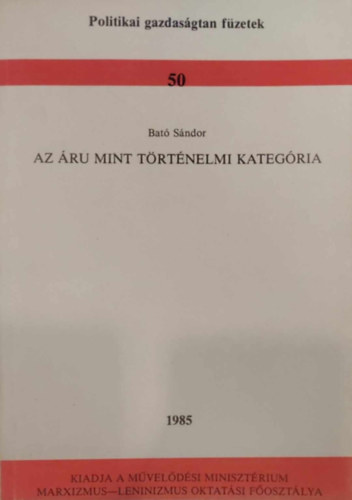 Politikai gazdaságtan füzetek
50
Bató Sándor
AZ ÁRU MINT TÖRTÉNELMI KATEGÓRIA
1985
KIADJA A MŰVELŐDÉSI MINISZTÉRIUM
MARXIZMUS—LENINIZMUS OKTATÁSI FŐOSZTÁLYA